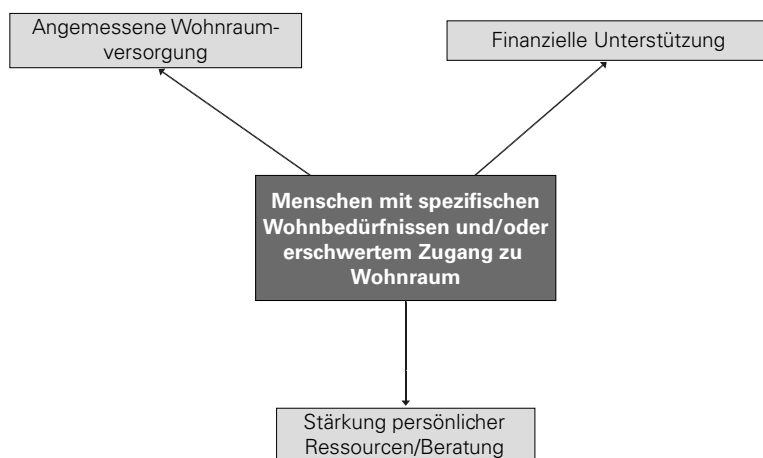 Angemessene Wohnraum-
versorgung
Finanzielle Unterstützung
Menschen mit spezifischen
Wohnbedürfnissen und/oder
erschwertem Zugang zu
Wohnraum
Stärkung persönlicher
Ressourcen/Beratung